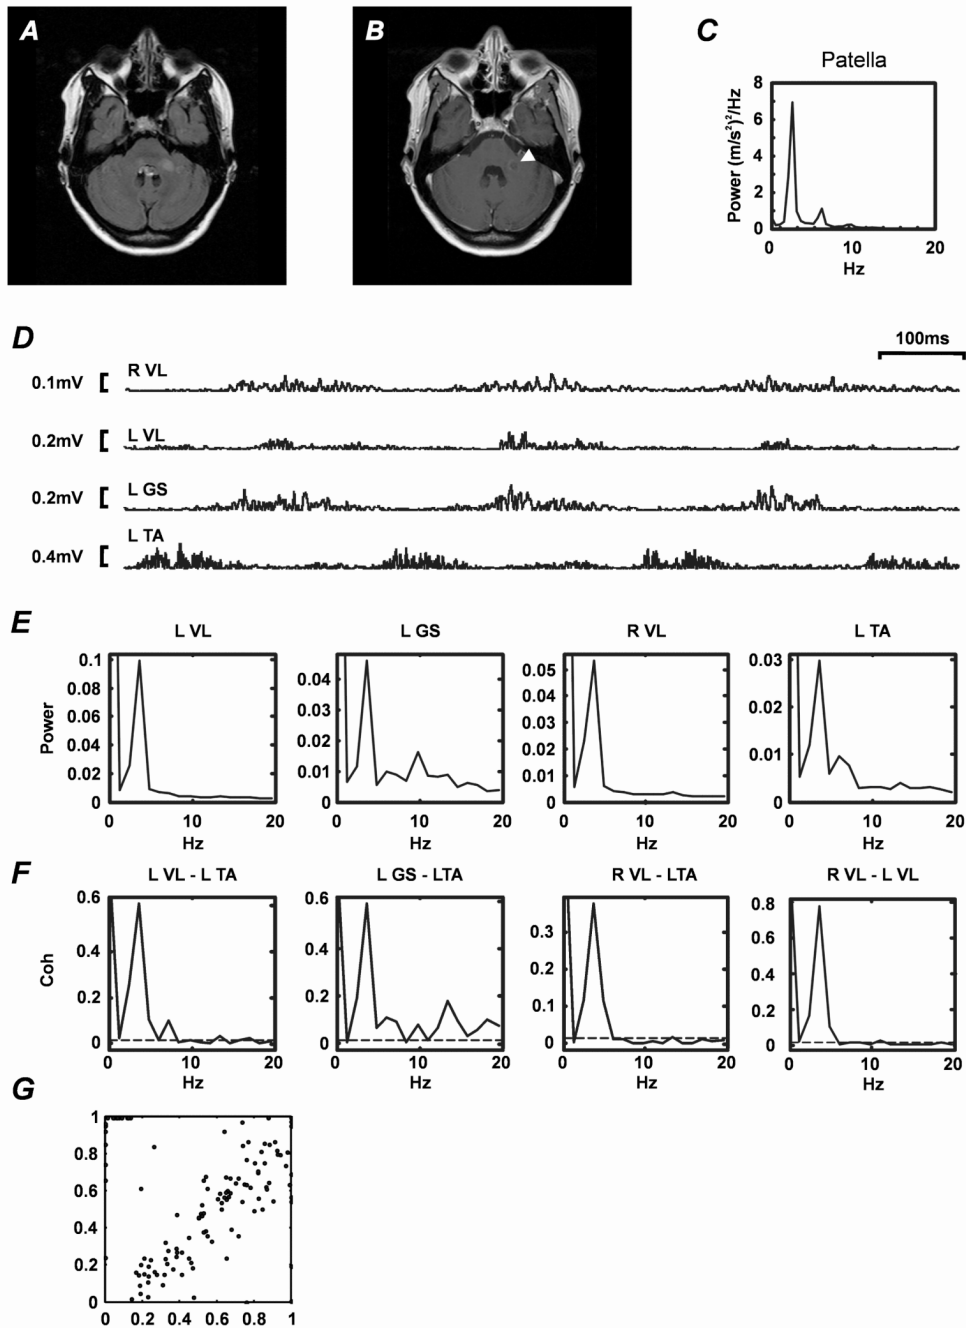 A
B
C
Patella
Power (m/s²)²/Hz
8
6
4
2
0
0 10 20
Hz
D
100ms
0.1mV
R VL
0.2mV
L VL
0.2mV
L GS
0.4mV
L TA
E
L VL
L GS
R VL
L TA
Power
0.1
0.08
0.06
0.04
0.02
0
0 10 20
Hz
0.04
0.03
0.02
0.01
0
0 10 20
Hz
0.05
0.04
0.03
0.02
0.01
0
0 10 20
Hz
0.03
0.02
0.01
0
0 10 20
Hz
F
L VL - L TA
L GS - LTA
R VL - LTA
R VL - L VL
Coh
0.6
0.4
0.2
0
0 10 20
Hz
0.6
0.4
0.2
0
0 10 20
Hz
0.3
0.2
0.1
0
0 10 20
Hz
0.8
0.6
0.4
0.2
0
0 10 20
Hz
G
1
0.8
0.6
0.4
0.2
0
0 0.2 0.4 0.6 0.8 1